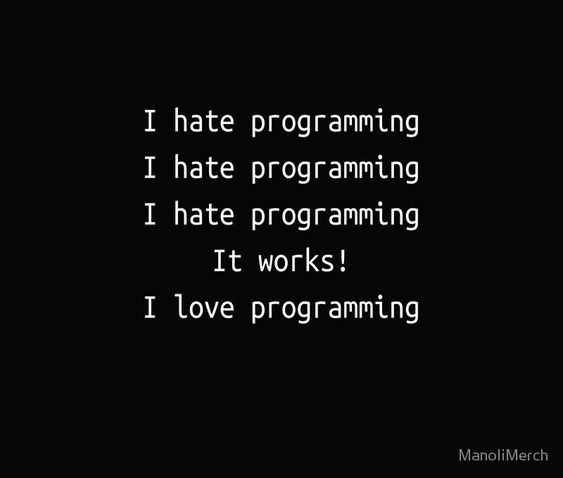 I hate programming
I hate programming
I hate programming
It works!
I love programming
ManoliMerch